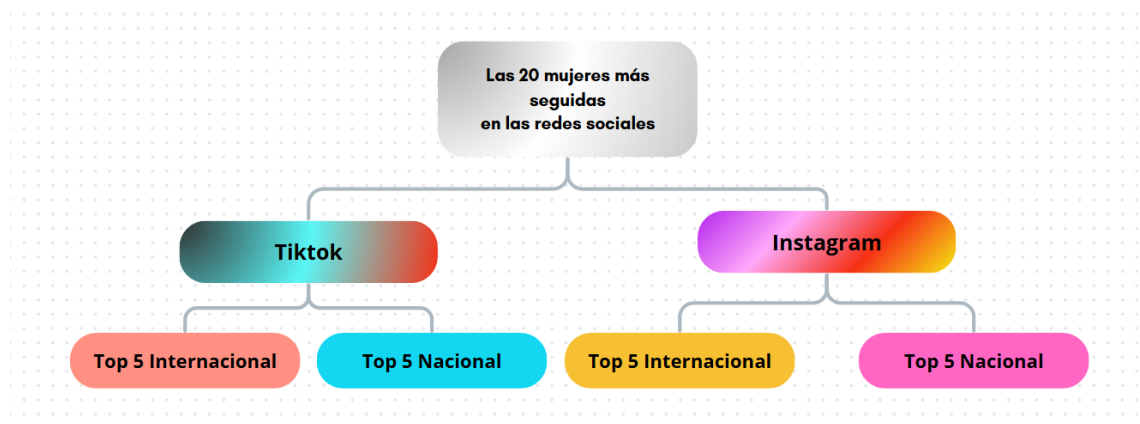 Las 20 mujeres más
seguidas
en las redes sociales
Tiktok
Instagram
Top 5 Internacional
Top 5 Nacional
Top 5 Internacional
Top 5 Nacional